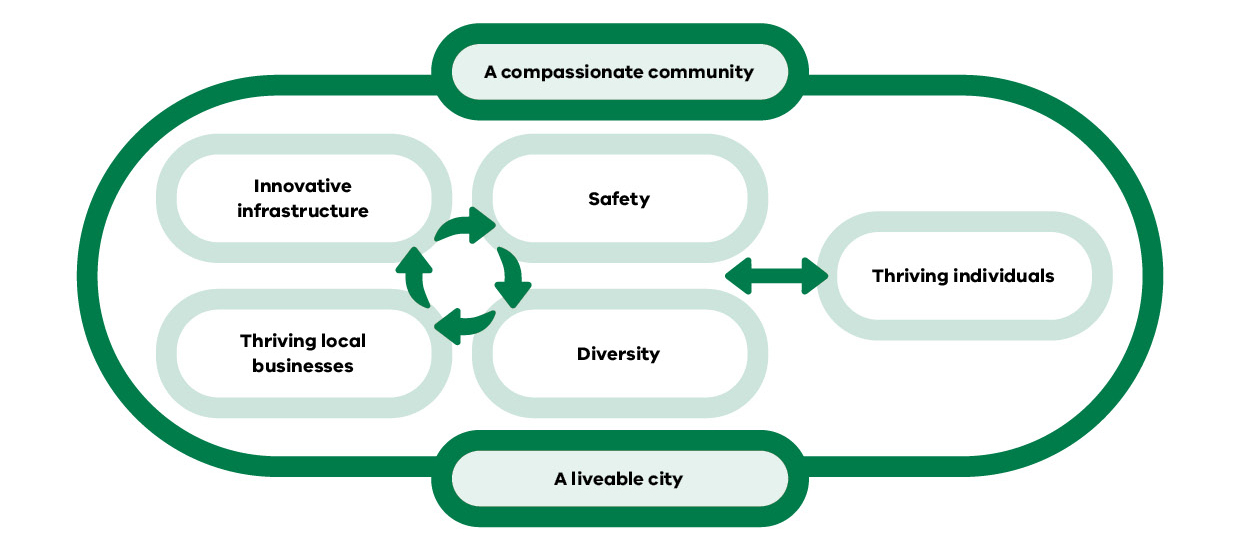 A compassionate community
Innovative
infrastructure
Safety
Thriving individuals
Thriving local
businesses
Diversity
A liveable city